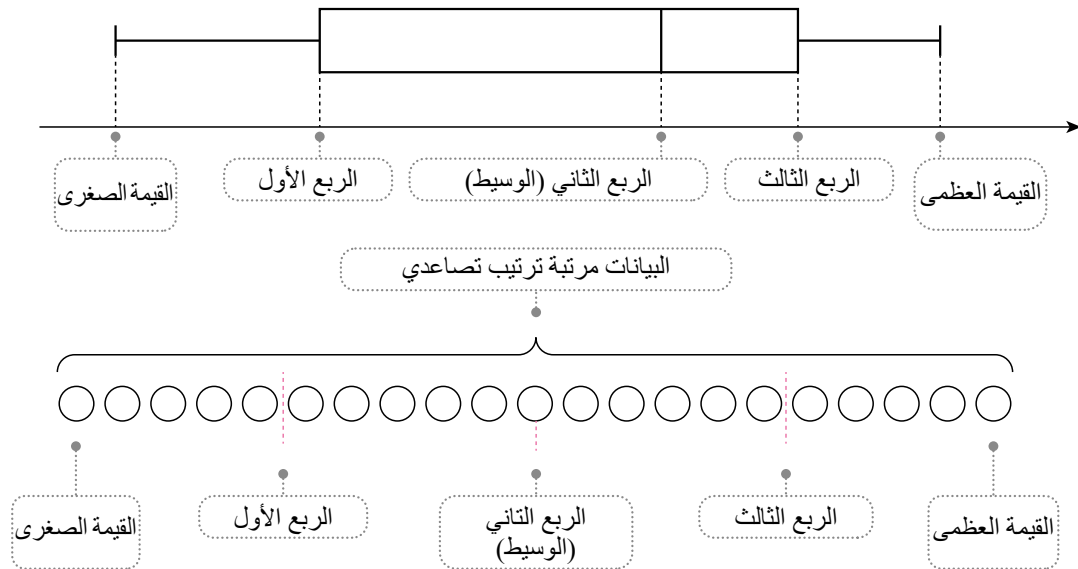 القيمة العظمى
الربع الثالث
الربع الثاني (الوسيط)
الربع الأول
القيمة الصغرى
البيانات مرتبة ترتيب تصاعدي
القيمة العظمى
الربع الثالث
الربع التاني
(الوسيط)
الربع الأول
القيمة الصغرى